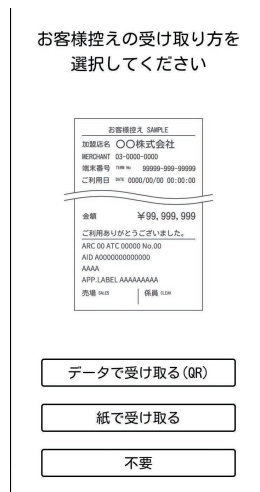 お客様控えの受け取り方を
選択してください
お客様控え SAMPLE
加盟店名 〇〇株式会社
MERCHANT 03-0000-0000
端末番号 TERM No. 99999-999-99999
ご利用日 DATE 0000/00/00 00:00:00
金額 ¥99,999,999
ご利用ありがとうございました。
ARC 00 ATC 00000 No.00
AID A0000000000000
AAAA
APP.LABEL AAAAAAAAA
売場 SALES 係員 CLERK
データで受け取る(QR)
紙で受け取る
不要